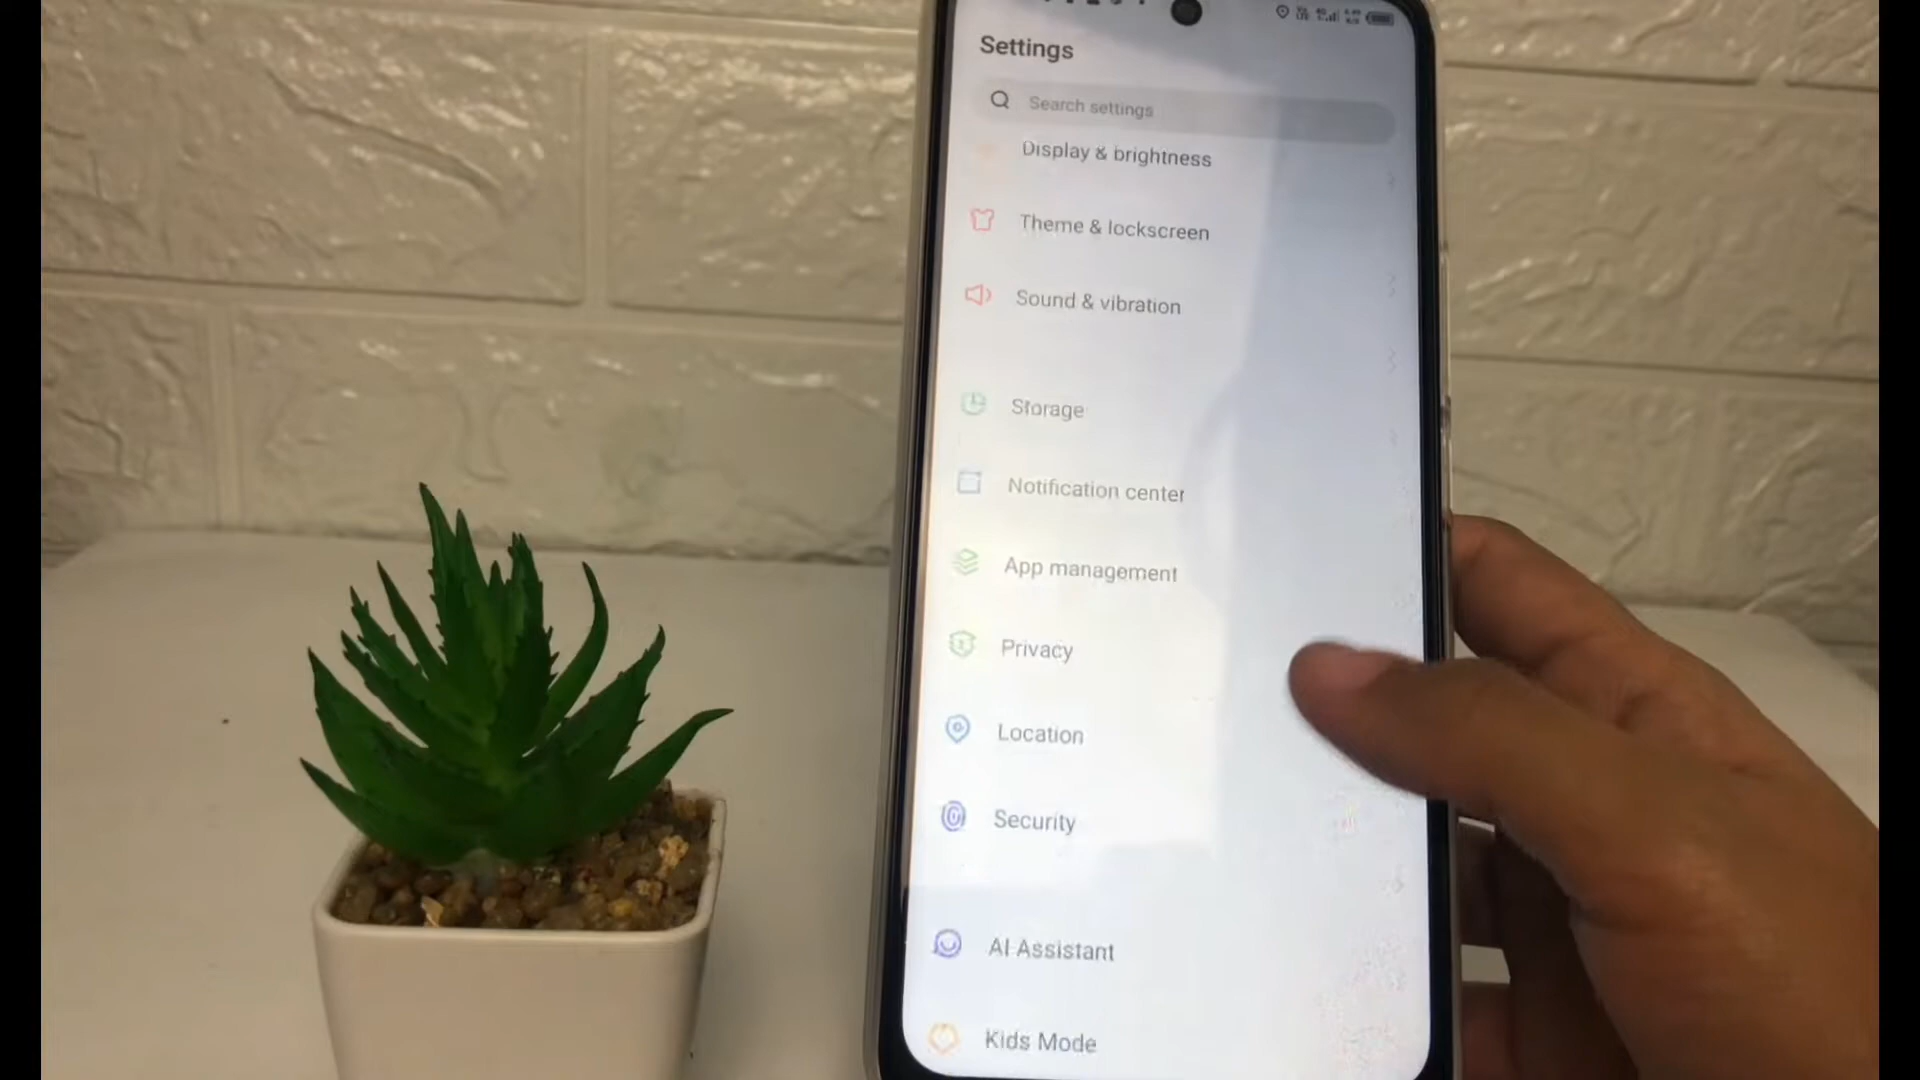 Settings
Search settings
Display & brightness
Theme & lockscreen
Sound & vibration
Storage
Notification center
App management
Privacy
Location
Security
AI Assistant
Kids Mode